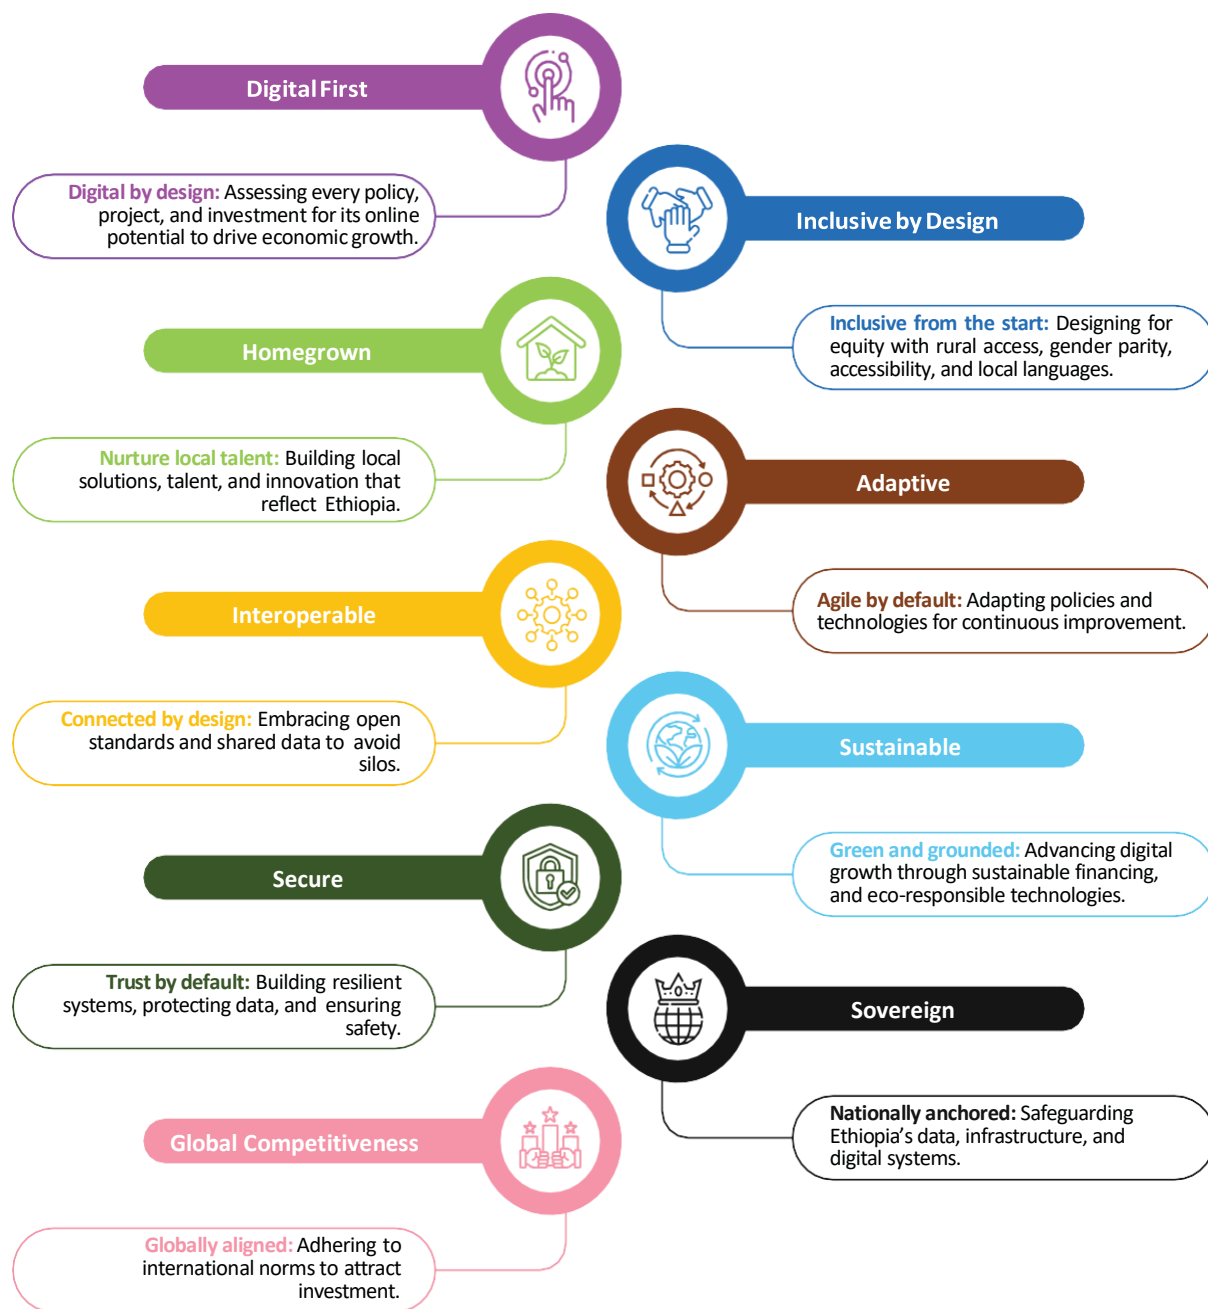 Digital First
Digital by design: Assessing every policy,
project, and investment for its online
potential to drive economic growth.
Inclusive by Design
Inclusive from the start: Designing for
equity with rural access, gender parity,
accessibility, and local languages.
Homegrown
Nurture local talent: Building local
solutions, talent, and innovation that
reflect Ethiopia.
Adaptive
Agile by default: Adapting policies and
technologies for continuous improvement.
Interoperable
Connected by design: Embracing open
standards and shared data to avoid
silos.
Sustainable
Green and grounded: Advancing digital
growth through sustainable financing,
and eco-responsible technologies.
Secure
Trust by default: Building resilient
systems, protecting data, and ensuring
safety.
Sovereign
Nationally anchored: Safeguarding
Ethiopia’s data, infrastructure, and
digital systems.
Global Competitiveness
Globally aligned: Adhering to
international norms to attract
investment.